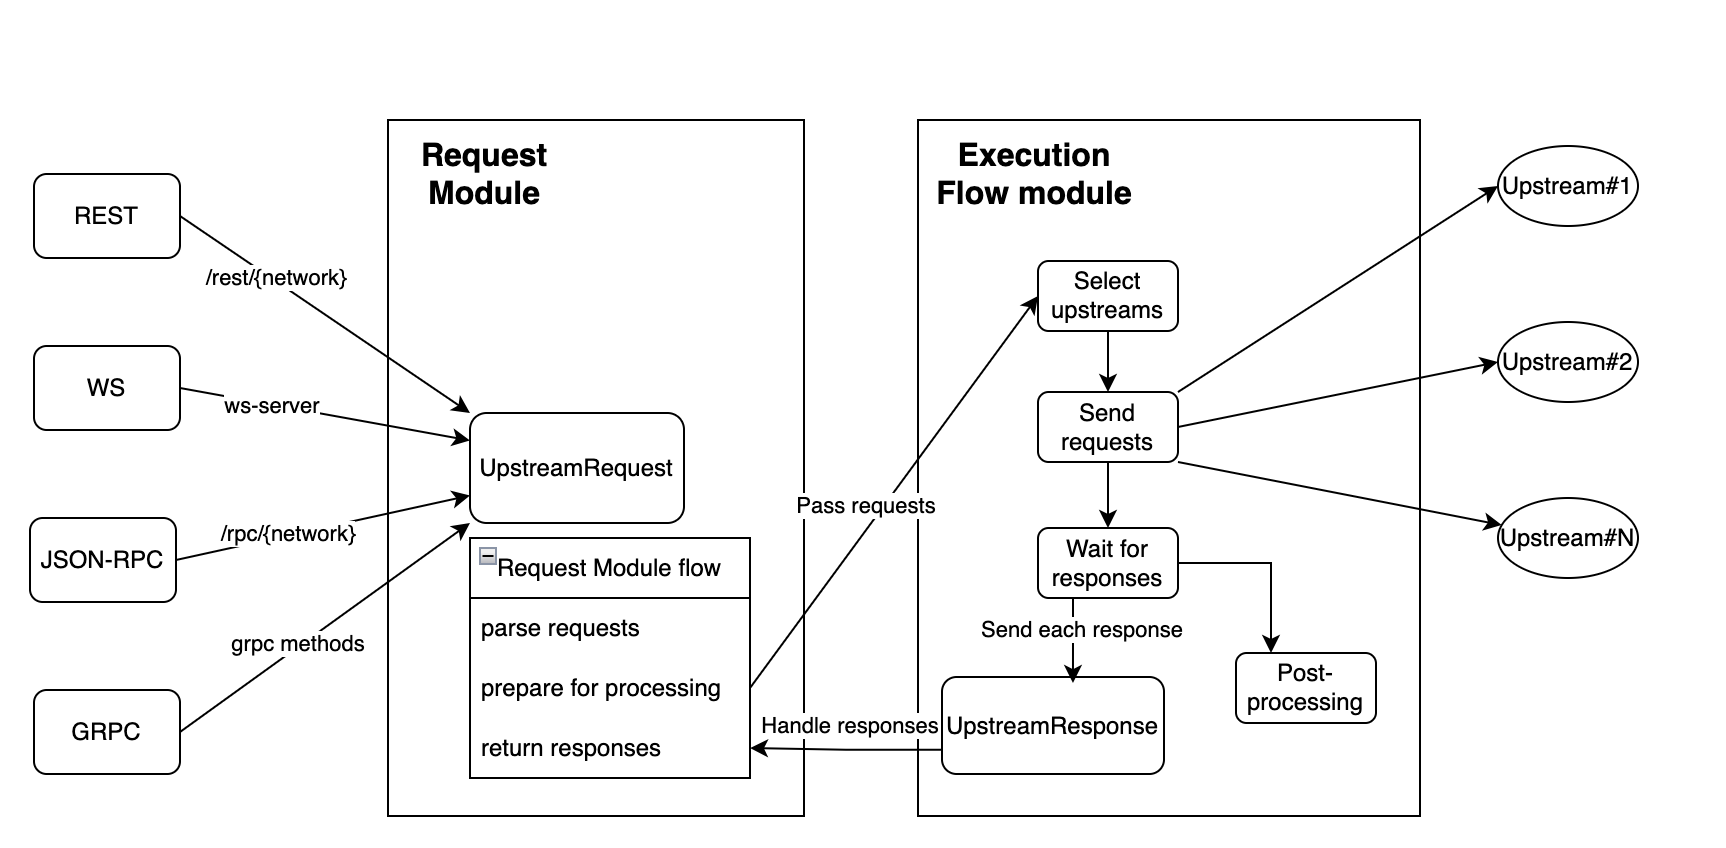 Request
Module
Execution
Flow module
REST
/rest/{network}
WS
ws-server
JSON-RPC
/rpc/{network}
GRPC
grpc methods
UpstreamRequest
Request Module flow
parse requests
prepare for processing
return responses
Pass requests
Handle responses
Select
upstreams
Send
requests
Wait for
responses
Send each response
UpstreamResponse
Post-
processing
Upstream#1
Upstream#2
Upstream#N